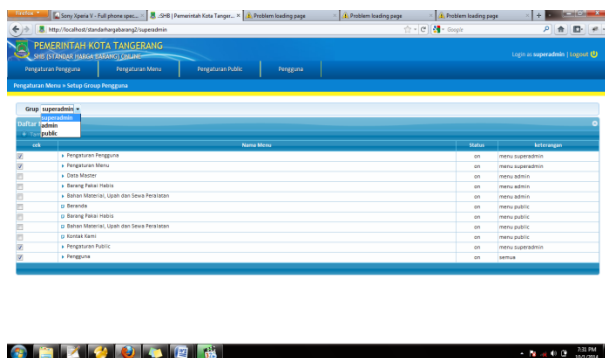 Sony Xperia V - Full phone spec...
.:SHB | Pemerintah Kota Tanger...
Problem loading page
Problem loading page
Problem loading page
http://localhost/standarhargabarang2/superadmin
Google
PEMERINTAH KOTA TANGERANG
SHB (STANDAR HARGA BARANG) ONLINE
Login as superadmin | Logout
Pengaturan Pengguna
Pengaturan Menu
Pengaturan Public
Pengguna
Pengaturan Menu » Setup Group Pengguna
Grup superadmin
superadmin
admin
public
Daftar
cek Nama Menu Status keterangan
Pengaturan Pengguna on menu superadmin
Pengaturan Menu on menu superadmin
Data Master on menu admin
Barang Pakai Habis on menu admin
Bahan Material, Upah dan Sewa Peralatan on menu admin
Beranda on menu public
Barang Pakai Habis on menu public
Bahan Material, Upah dan Sewa Peralatan on menu public
Kontak Kami on menu public
Pengaturan Public on menu superadmin
Pengguna on semua
7:31 PM